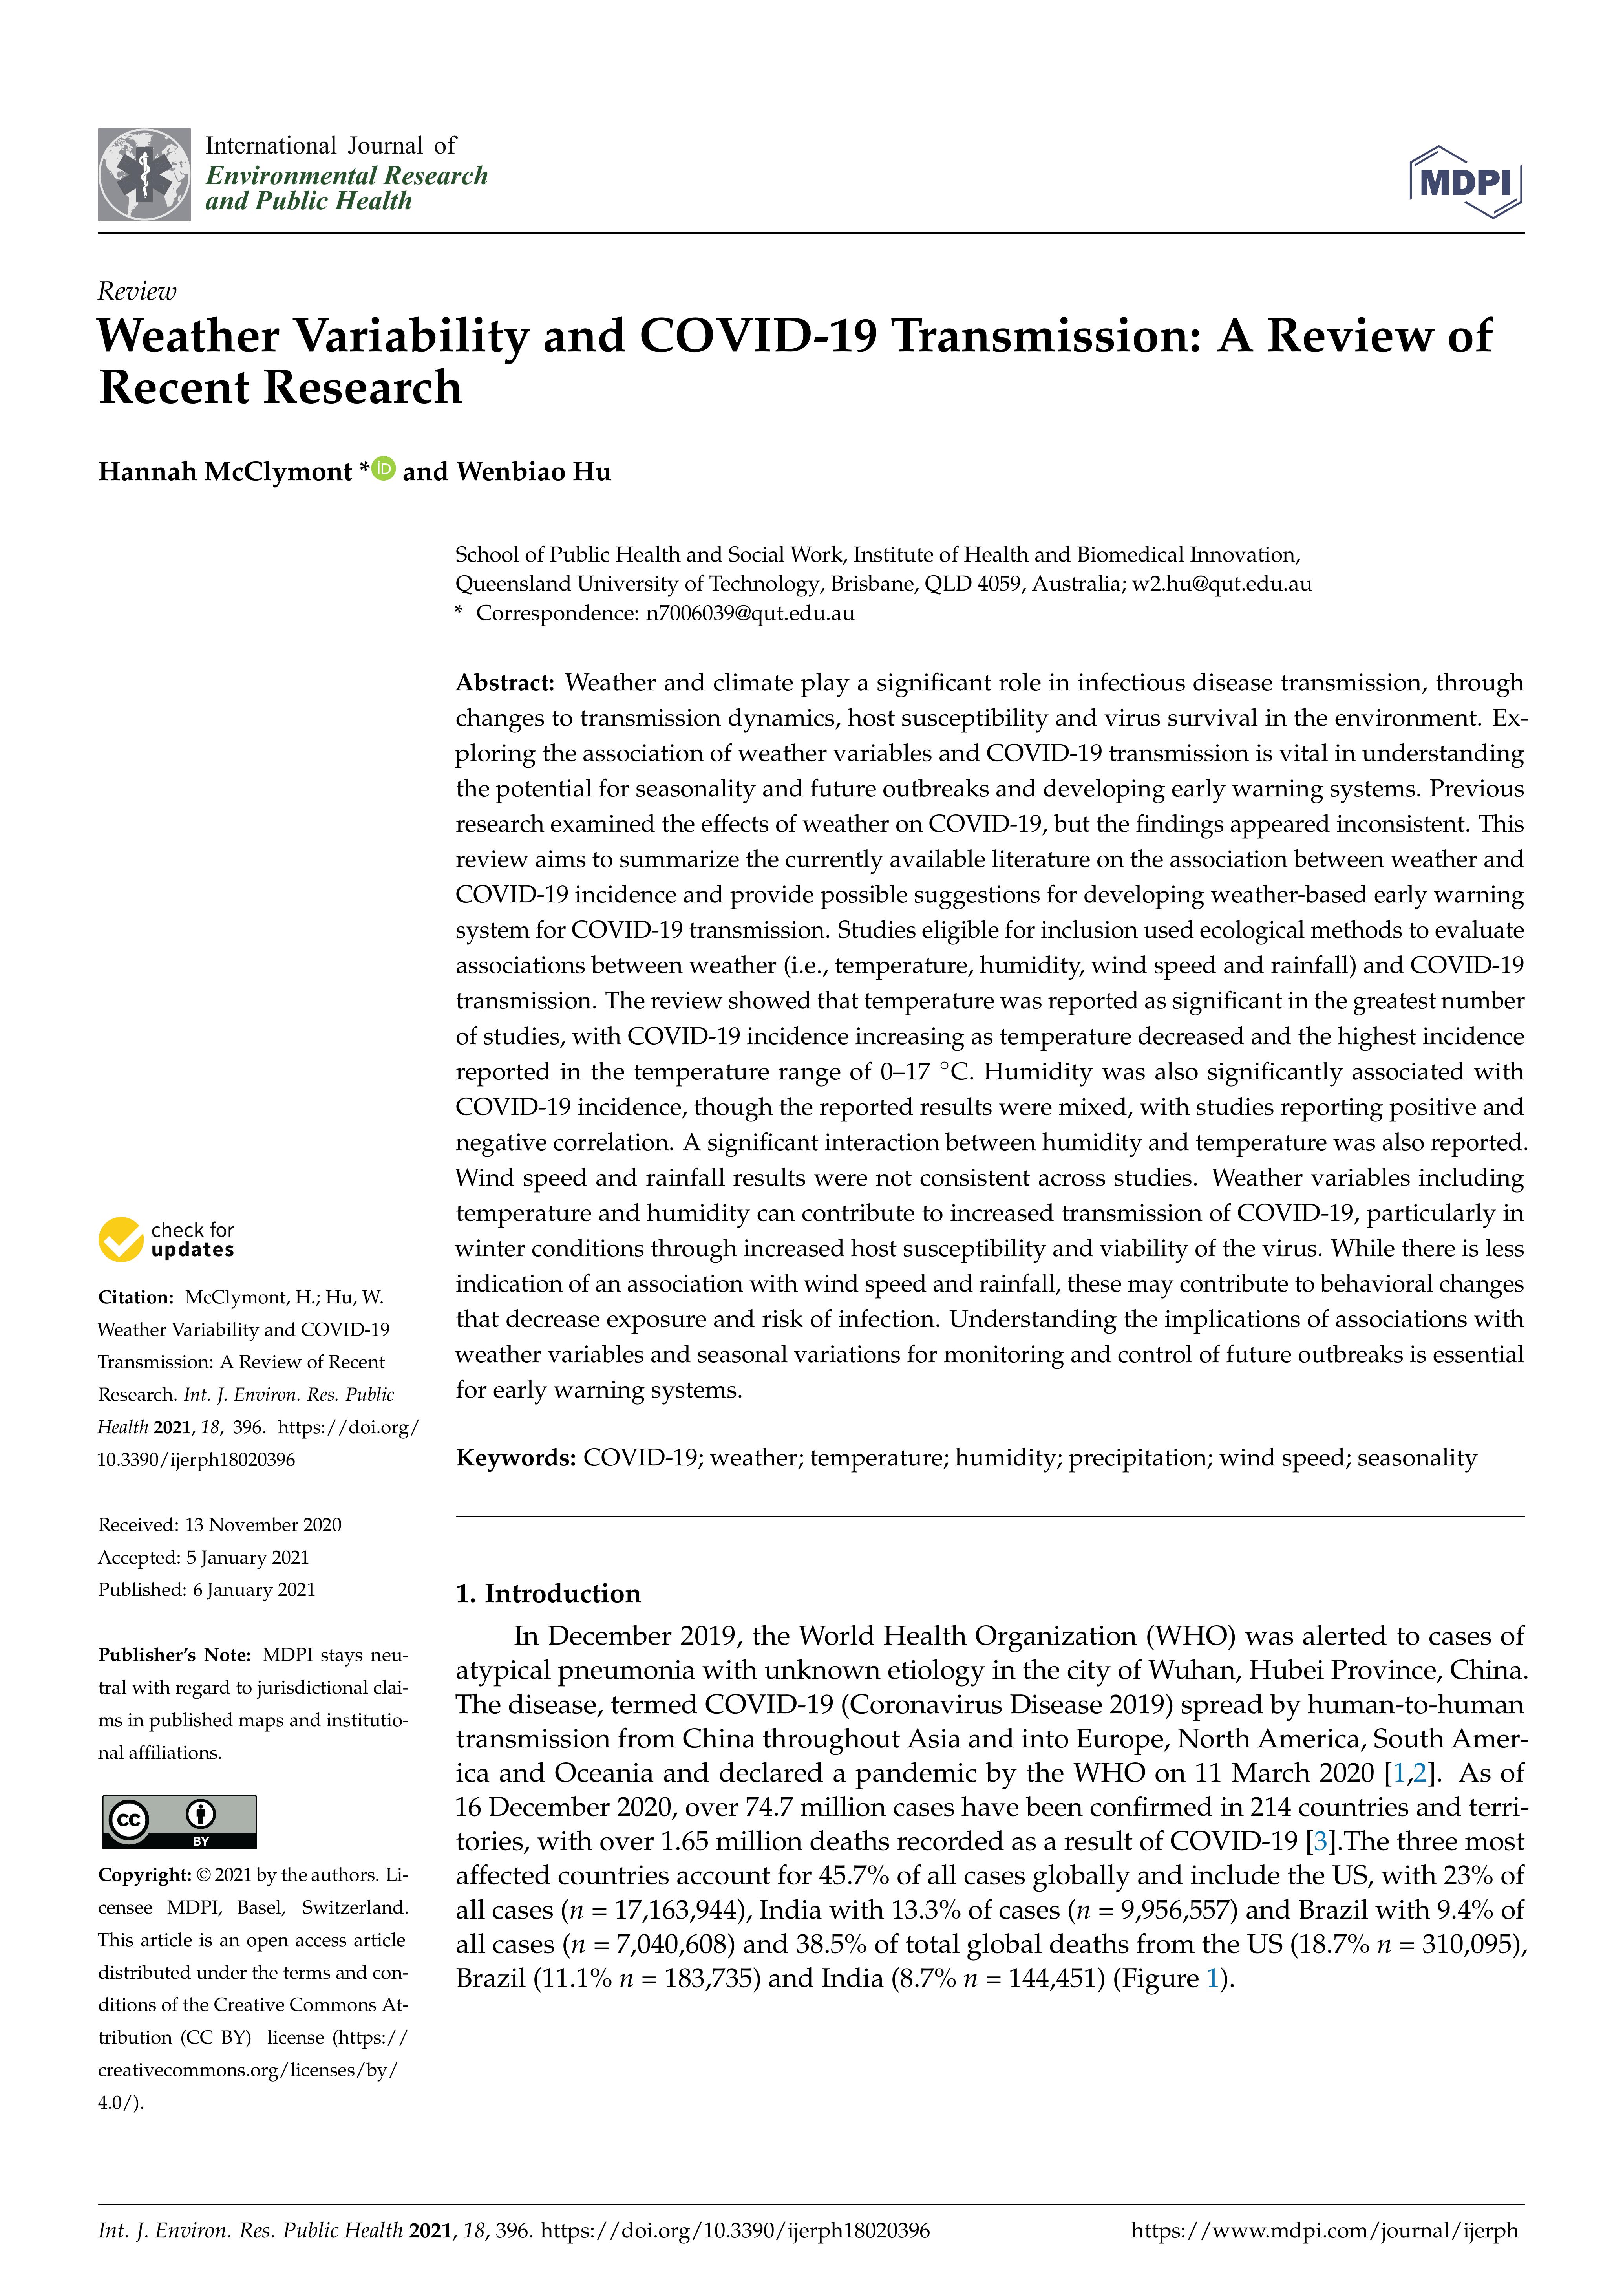 International Journal of
Environmental Research
and Public Health
MDPI
Review
Weather Variability and COVID-19 Transmission: A Review of
Recent Research
Hannah McClymont * iD and Wenbiao Hu
School of Public Health and Social Work, Institute of Health and Biomedical Innovation,
Queensland University of Technology, Brisbane, QLD 4059, Australia; w2.hu@qut.edu.au
* Correspondence: n7006039@qut.edu.au
Abstract: Weather and climate play a significant role in infectious disease transmission, through
changes to transmission dynamics, host susceptibility and virus survival in the environment. Ex-
ploring the association of weather variables and COVID-19 transmission is vital in understanding
the potential for seasonality and future outbreaks and developing early warning systems. Previous
research examined the effects of weather on COVID-19, but the findings appeared inconsistent. This
review aims to summarize the currently available literature on the association between weather and
COVID-19 incidence and provide possible suggestions for developing weather-based early warning
system for COVID-19 transmission. Studies eligible for inclusion used ecological methods to evaluate
associations between weather (i.e., temperature, humidity, wind speed and rainfall) and COVID-19
transmission. The review showed that temperature was reported as significant in the greatest number
of studies, with COVID-19 incidence increasing as temperature decreased and the highest incidence
reported in the temperature range of 0–17 °C. Humidity was also significantly associated with
COVID-19 incidence, though the reported results were mixed, with studies reporting positive and
negative correlation. A significant interaction between humidity and temperature was also reported.
Wind speed and rainfall results were not consistent across studies. Weather variables including
temperature and humidity can contribute to increased transmission of COVID-19, particularly in
winter conditions through increased host susceptibility and viability of the virus. While there is less
indication of an association with wind speed and rainfall, these may contribute to behavioral changes
that decrease exposure and risk of infection. Understanding the implications of associations with
weather variables and seasonal variations for monitoring and control of future outbreaks is essential
for early warning systems.
Keywords: COVID-19; weather; temperature; humidity; precipitation; wind speed; seasonality
check for
updates
Citation: McClymont, H.; Hu, W.
Weather Variability and COVID-19
Transmission: A Review of Recent
Research. Int. J. Environ. Res. Public
Health 2021, 18, 396. https://doi.org/
10.3390/ijerph18020396
Received: 13 November 2020
Accepted: 5 January 2021
Published: 6 January 2021
Publisher's Note: MDPI stays neu-
tral with regard to jurisdictional clai-
ms in published maps and institutio-
nal affiliations.
CC BY
Copyright: © 2021 by the authors. Li-
censee MDPI, Basel, Switzerland.
This article is an open access article
distributed under the terms and con-
ditions of the Creative Commons At-
tribution (CC BY) license (https://
creativecommons.org/licenses/by/
4.0/).
1. Introduction
In December 2019, the World Health Organization (WHO) was alerted to cases of
atypical pneumonia with unknown etiology in the city of Wuhan, Hubei Province, China.
The disease, termed COVID-19 (Coronavirus Disease 2019) spread by human-to-human
transmission from China throughout Asia and into Europe, North America, South Amer-
ica and Oceania and declared a pandemic by the WHO on 11 March 2020 [1,2]. As of
16 December 2020, over 74.7 million cases have been confirmed in 214 countries and terri-
tories, with over 1.65 million deaths recorded as a result of COVID-19 [3].The three most
affected countries account for 45.7% of all cases globally and include the US, with 23% of
all cases (n = 17,163,944), India with 13.3% of cases (n = 9,956,557) and Brazil with 9.4% of
all cases (n = 7,040,608) and 38.5% of total global deaths from the US (18.7% n = 310,095),
Brazil (11.1% n = 183,735) and India (8.7% n = 144,451) (Figure 1).
Int. J. Environ. Res. Public Health 2021, 18, 396. https://doi.org/10.3390/ijerph18020396
https://www.mdpi.com/journal/ijerph